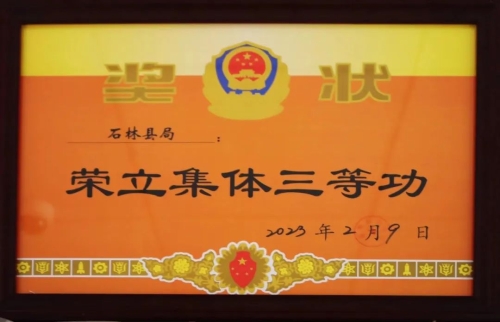 奖状
石林县局：
荣立集体三等功
2023年2月9日